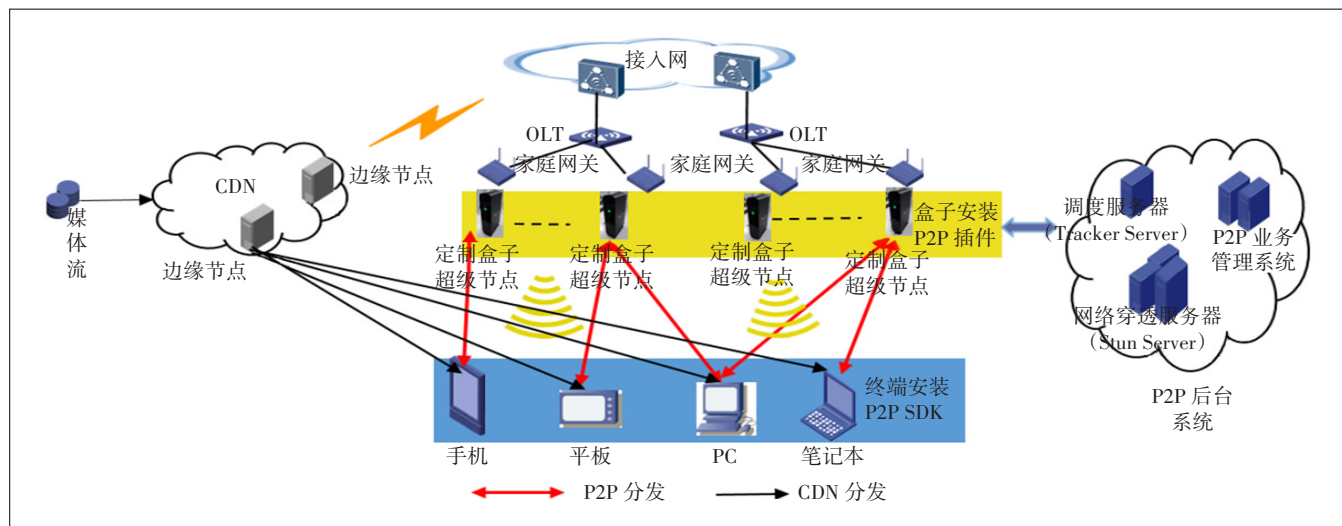 接入网
OLT
OLT
家庭网关
家庭网关
家庭网关
CDN
边缘节点
边缘节点
媒
体
流
盒子安装
P2P 插件
定制盒子
超级节点
定制盒子
超级节点
定制盒子
超级节点
定制盒子
超级节点
调度服务器
(Tracker Server)
P2P 业务
管理系统
网络穿透服务器
(Stun Server)
P2P 后台
系统
终端安装
P2P SDK
手机
平板
PC
笔记本
P2P 分发
CDN 分发